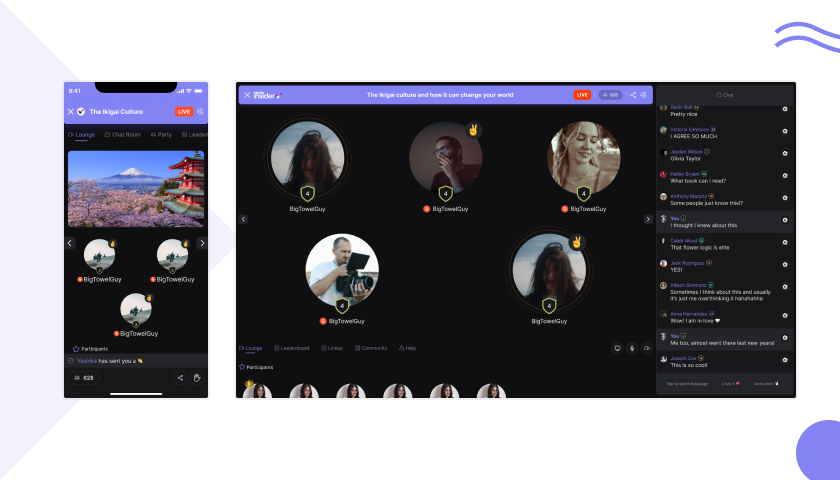 9:41
The Ikigai Culture
LIVE
Lounge
Chat Room
Party
BigTowelGuy
BigTowelGuy
BigTowelGuy
Participants
Yashika has sent you a
628
insider
The Ikigai culture and how it can change your world
LIVE
628
4
BigTowelGuy
4
BigTowelGuy
4
BigTowelGuy
4
BigTowelGuy
4
BigTowelGuy
Lounge
Leaderboard
Lineup
Community
Help
Participants
Chat
Pretty nice
Victoria Simmons
I AGREE SO MUCH
Jaeden Wilson
Olivia Taylor
Hailey Bryant
What book can I read?
Anthony Murphy
Some people just know this!?
You
I thought I knew about this
Caleb Wood
That flower logic is elite
Jack Rodriguez
YES!
Allison Simmons
Sometimes I think about this and usually
it's just me overthinking it hahahahha.
Anna Hernandez
Wow! I am in love ❤
You
Me too, almost went there last new years!
Joseph Cox
This is so cool!
Tap to send message
Love it
Awesome!